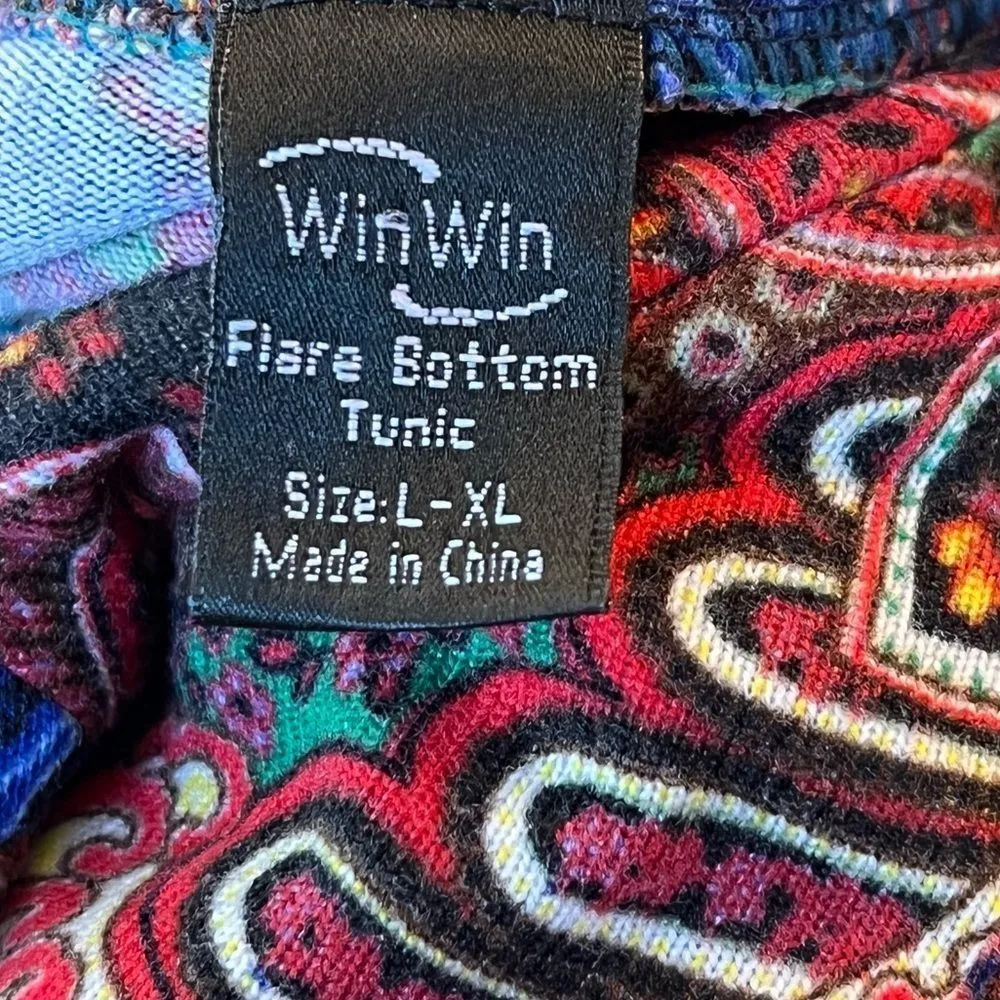 WinWin
Flare Bottom
Tunic
Size:L-XL
Made in China